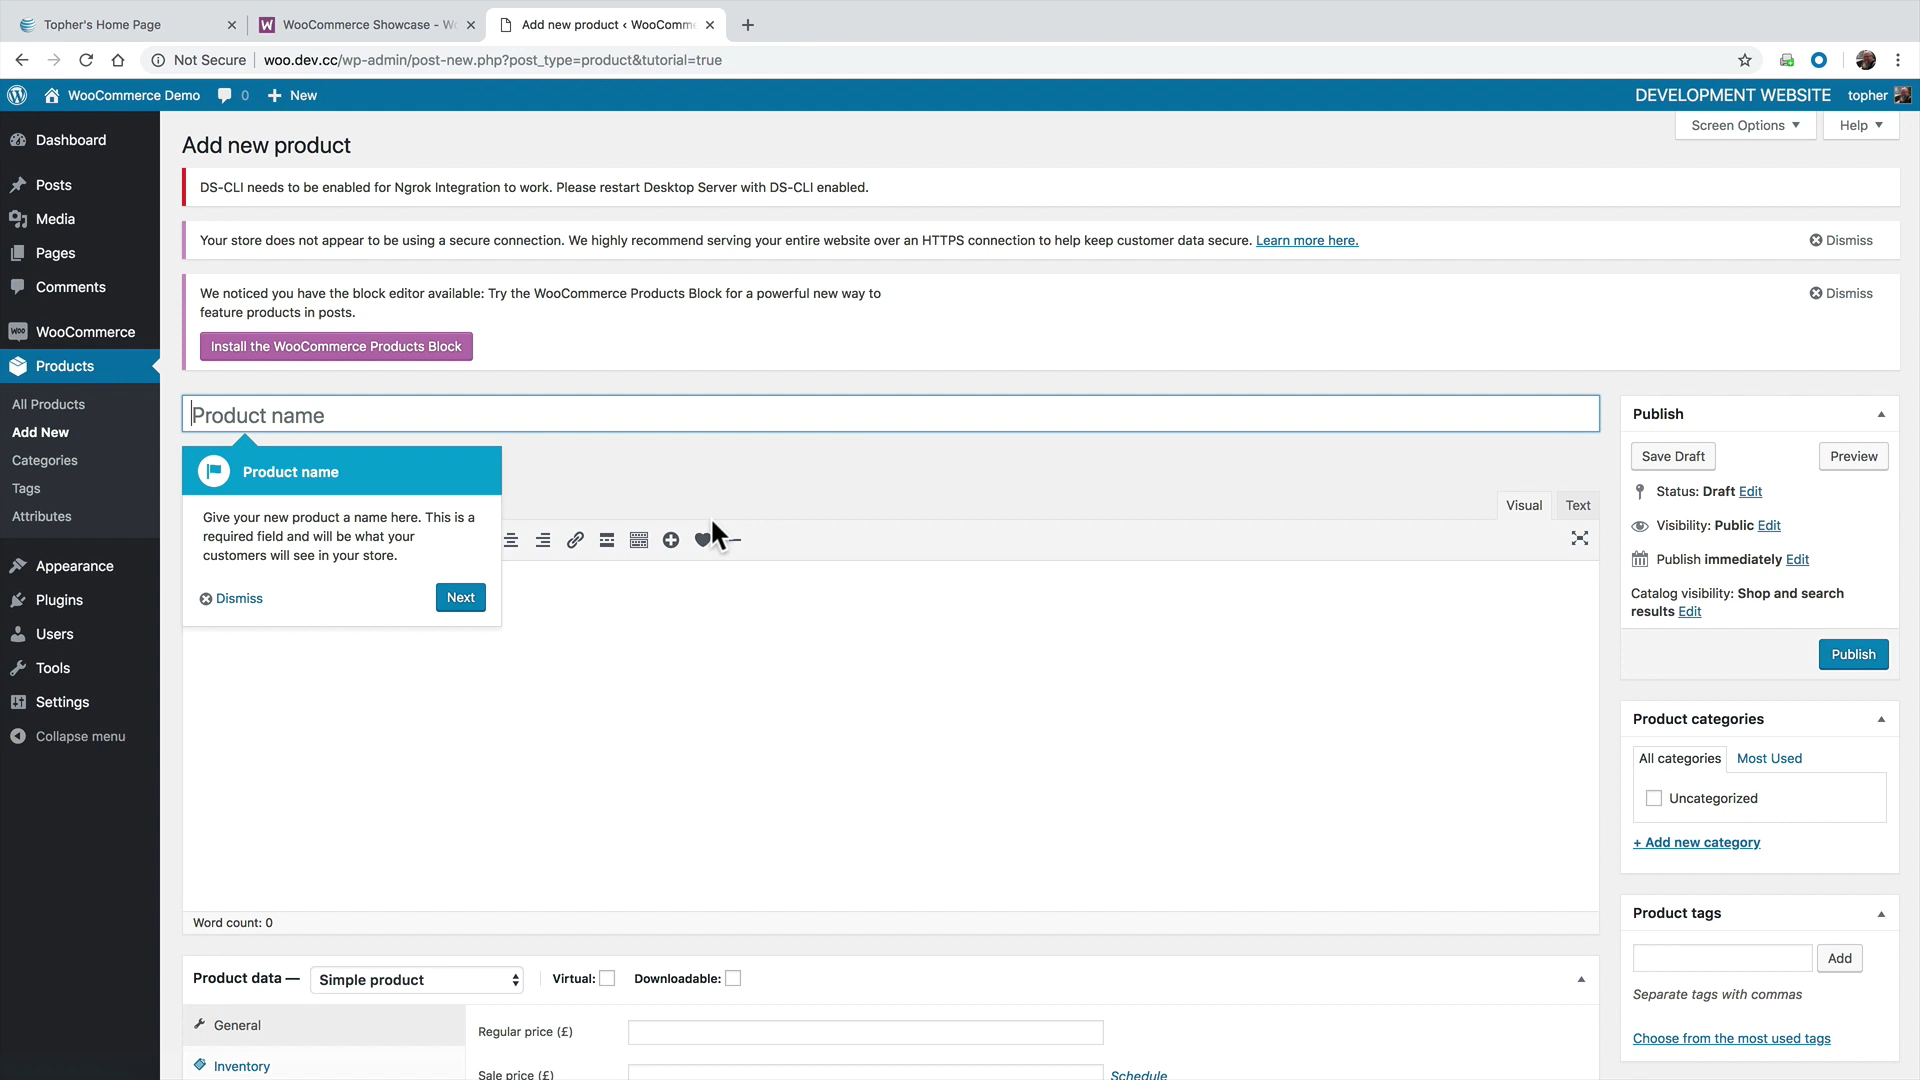 Topher's Home Page
WooCommerce Showcase - Wo
Add new product ‹ WooComm
Not Secure woo.dev.cc/wp-admin/post-new.php?post_type=product&tutorial=true
WooCommerce Demo 0 New DEVELOPMENT WEBSITE topher
Screen Options Help
Dashboard
Posts
Media
Pages
Comments
Woo WooCommerce
Products
All Products
Add New
Categories
Tags
Attributes
Appearance
Plugins
Users
Tools
Settings
Collapse menu
Add new product
DS-CLI needs to be enabled for Ngrok Integration to work. Please restart Desktop Server with DS-CLI enabled.
Your store does not appear to be using a secure connection. We highly recommend serving your entire website over an HTTPS connection to help keep customer data secure. Learn more here. Dismiss
We noticed you have the block editor available: Try the WooCommerce Products Block for a powerful new way to
feature products in posts.
Dismiss
Install the WooCommerce Products Block
Product name
Product name
Give your new product a name here. This is a
required field and will be what your
customers will see in your store.
Dismiss Next
Visual Text
Word count: 0
Product data — Simple product Virtual: Downloadable:
General
Inventory
Regular price (£)
Sale price (£) Schedule
Publish
Save Draft Preview
Status: Draft Edit
Visibility: Public Edit
Publish immediately Edit
Catalog visibility: Shop and search
results Edit
Publish
Product categories
All categories Most Used
Uncategorized
+ Add new category
Product tags
Add
Separate tags with commas
Choose from the most used tags